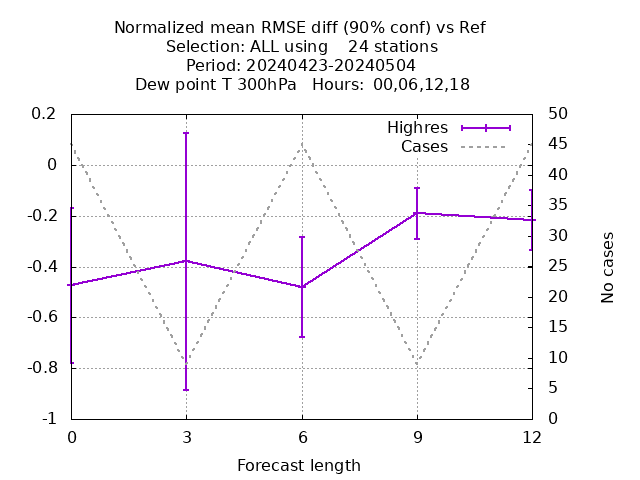 Normalized mean RMSE diff (90% conf) vs Ref
Selection: ALL using    24 stations
Period: 20240423-20240504
Dew point T 300hPa   Hours:  00,06,12,18
Highres
Cases
0.2
0
-0.2
-0.4
-0.6
-0.8
-1
50
45
40
35
30
25
20
15
10
5
0
No cases
0 3 6 9 12
Forecast length